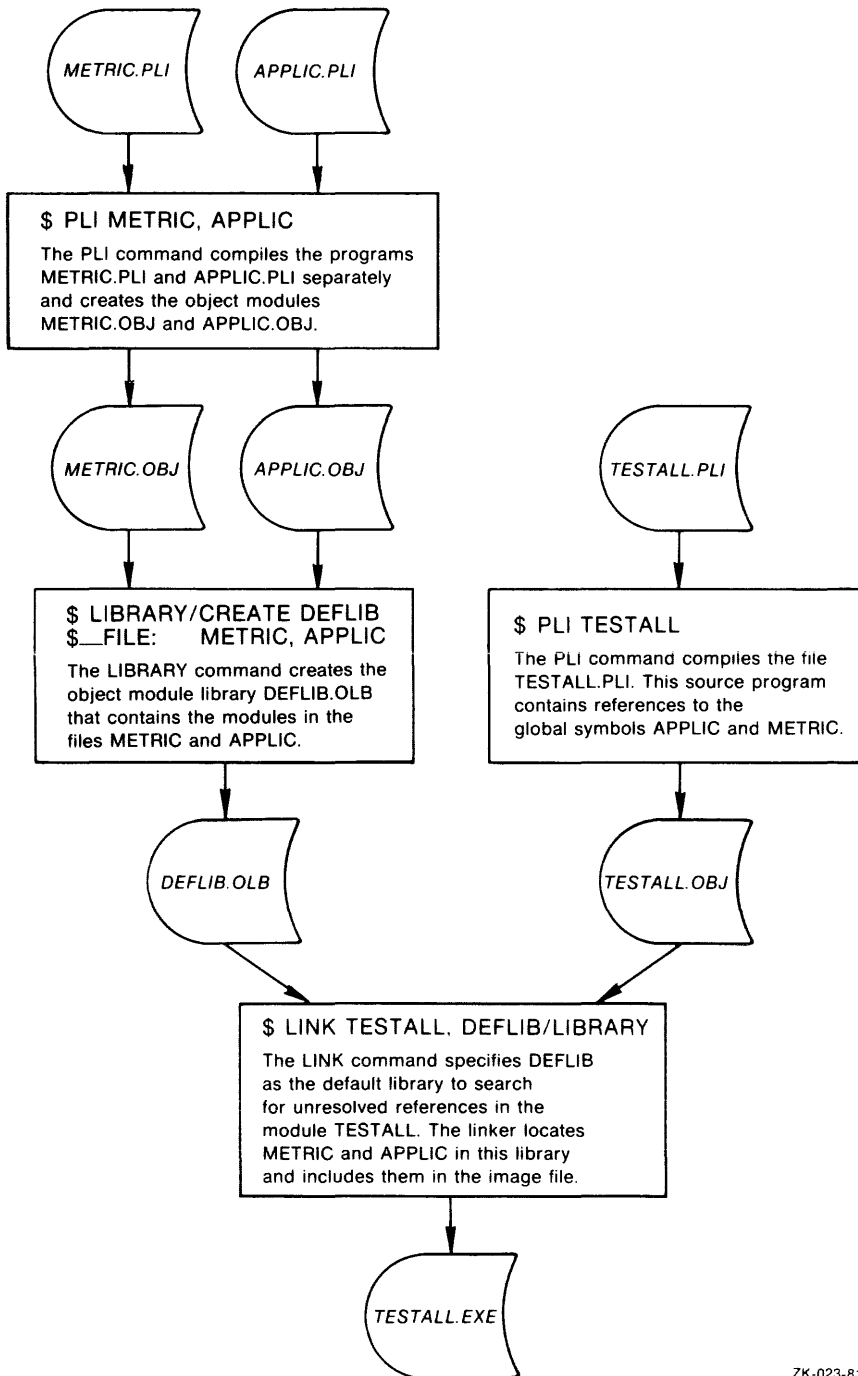 METRIC.PLI
APPLIC.PLI
$ PLI METRIC, APPLIC
The PLI command compiles the programs
METRIC.PLI and APPLIC.PLI separately
and creates the object modules
METRIC.OBJ and APPLIC.OBJ.
METRIC.OBJ
APPLIC.OBJ
TESTALL.PLI
$ LIBRARY/CREATE DEFLIB
$__FILE: METRIC, APPLIC
The LIBRARY command creates the
object module library DEFLIB.OLB
that contains the modules in the
files METRIC and APPLIC.
$ PLI TESTALL
The PLI command compiles the file
TESTALL.PLI. This source program
contains references to the
global symbols APPLIC and METRIC.
DEFLIB.OLB
TESTALL.OBJ
$ LINK TESTALL, DEFLIB/LIBRARY
The LINK command specifies DEFLIB
as the default library to search
for unresolved references in the
module TESTALL. The linker locates
METRIC and APPLIC in this library
and includes them in the image file.
TESTALL.EXE